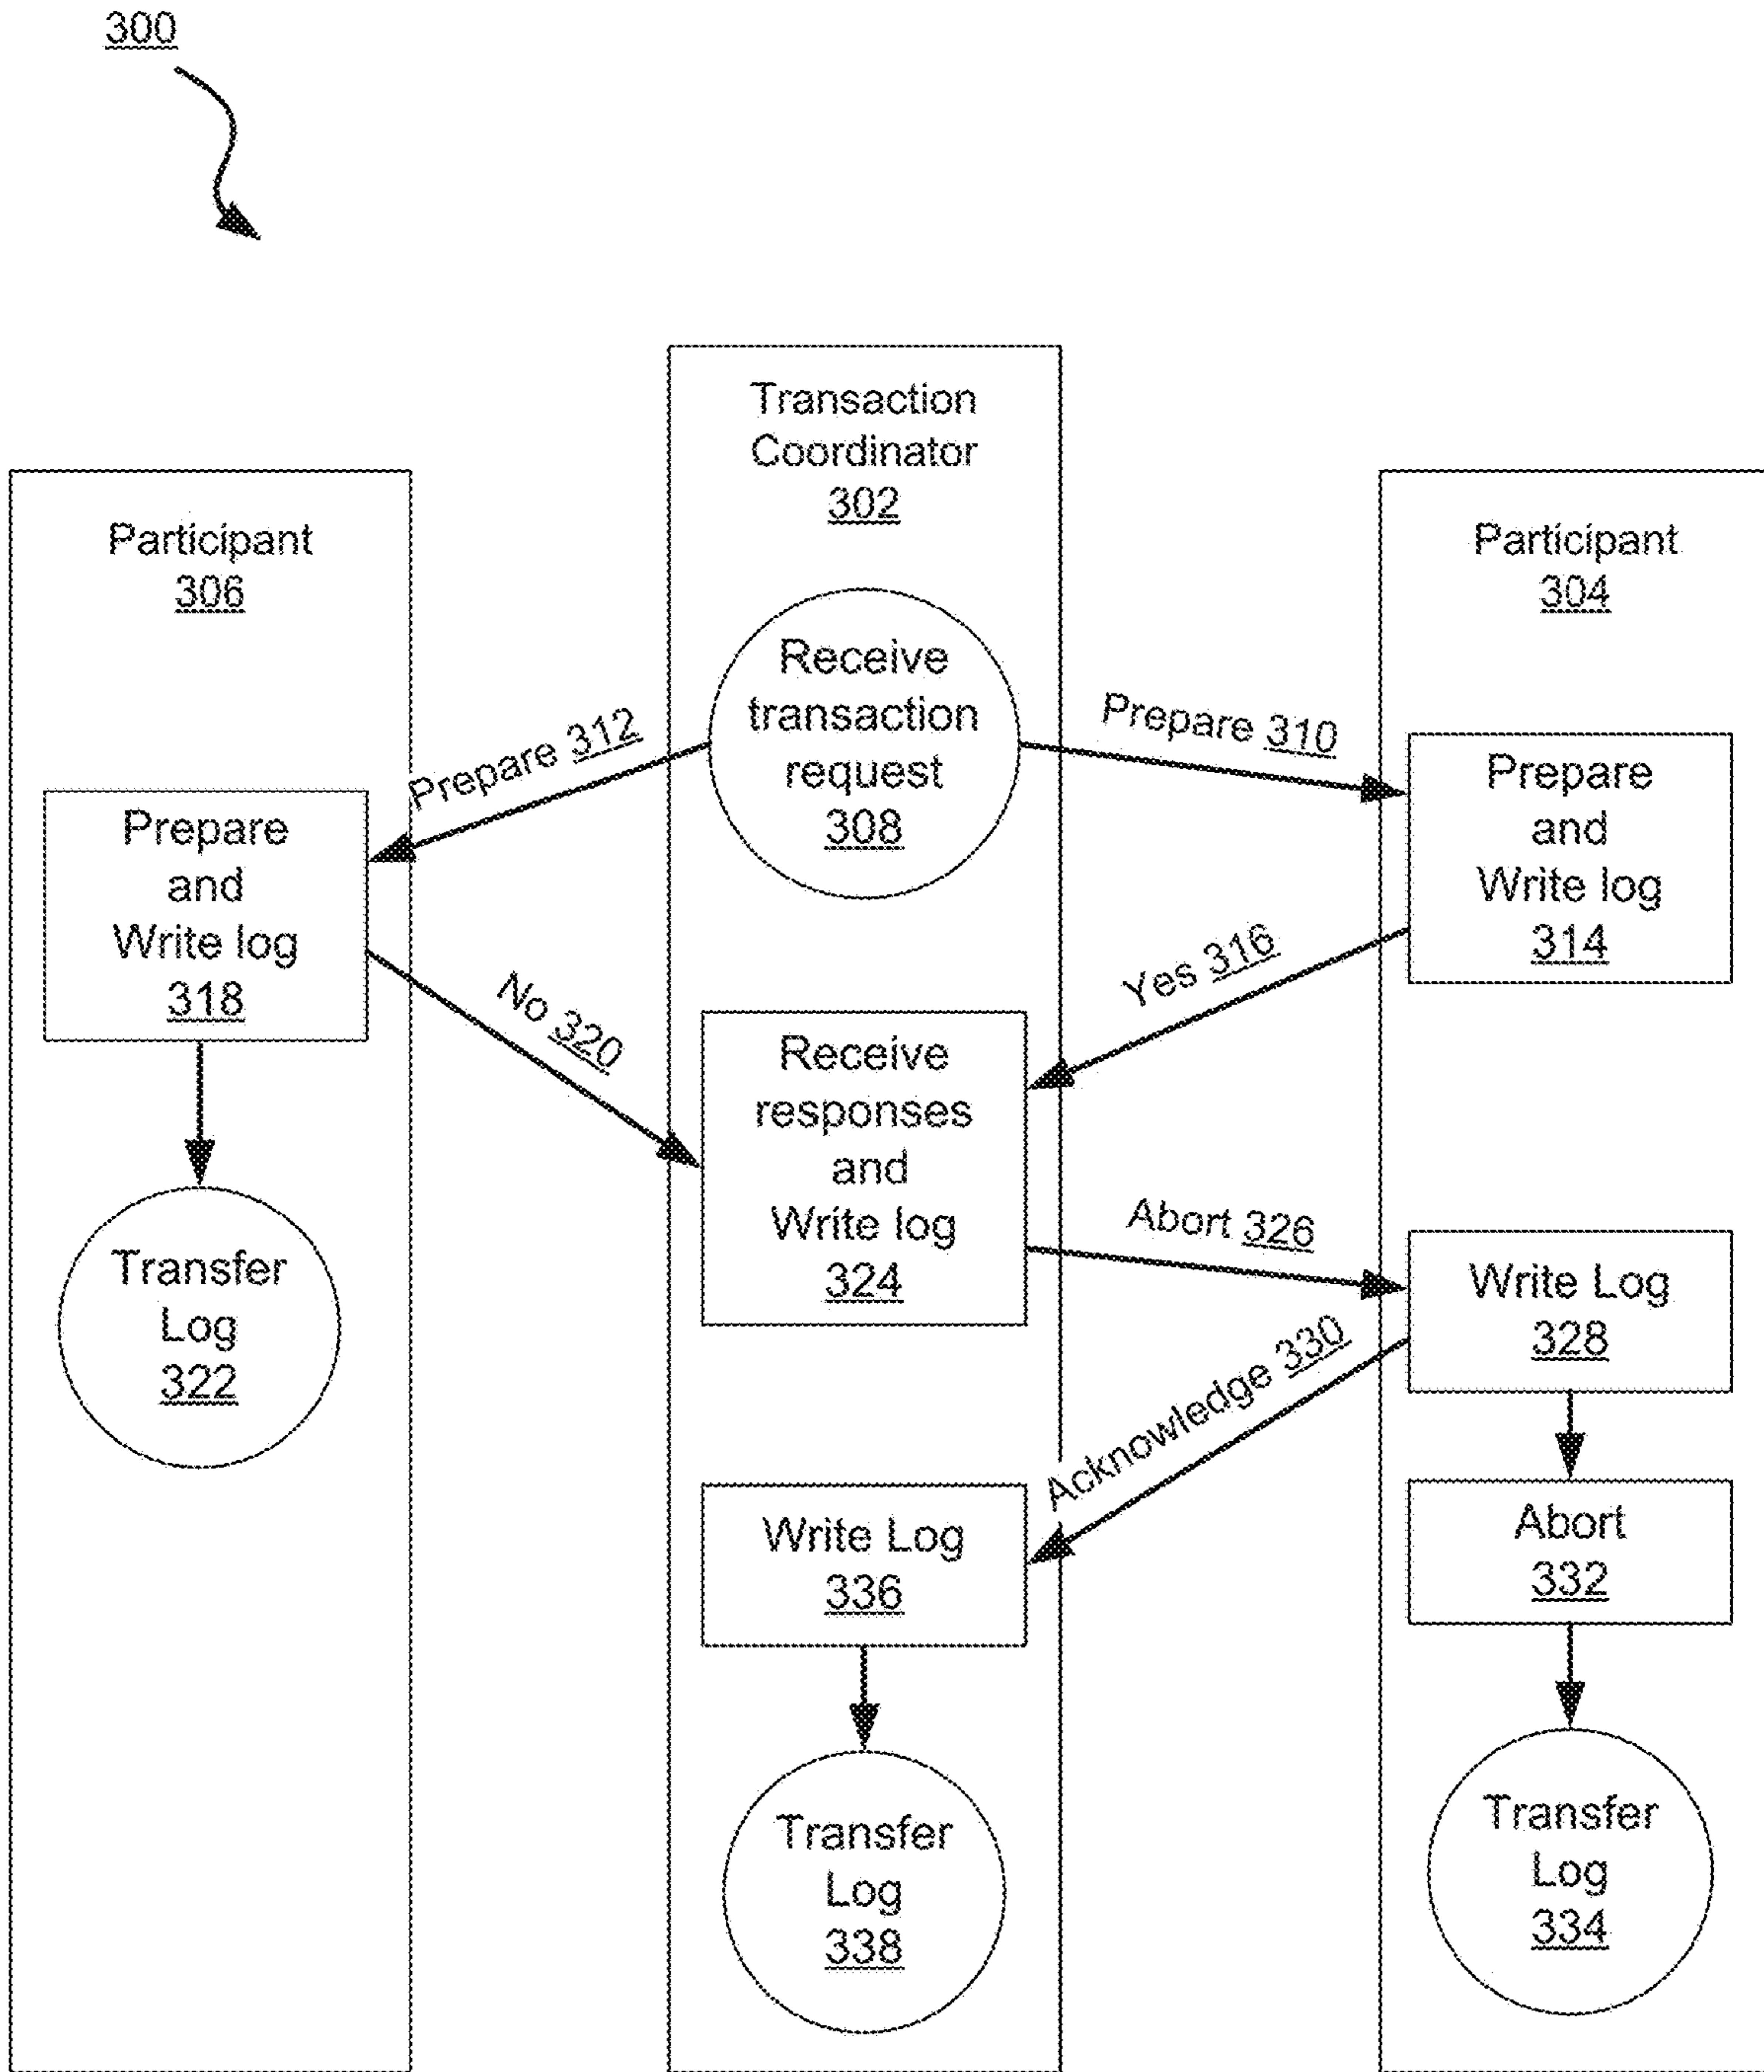 300
Transaction
Coordinator
302
Participant
306
Participant
304
Receive
transaction
request
308
Prepare 312
Prepare 310
Prepare
and
Write log
318
Prepare
and
Write log
314
No 320
Yes 316
Receive
responses
and
Write log
324
Transfer
Log
322
Abort 326
Write Log
328
Acknowledge 330
Write Log
336
Abort
332
Transfer
Log
338
Transfer
Log
334